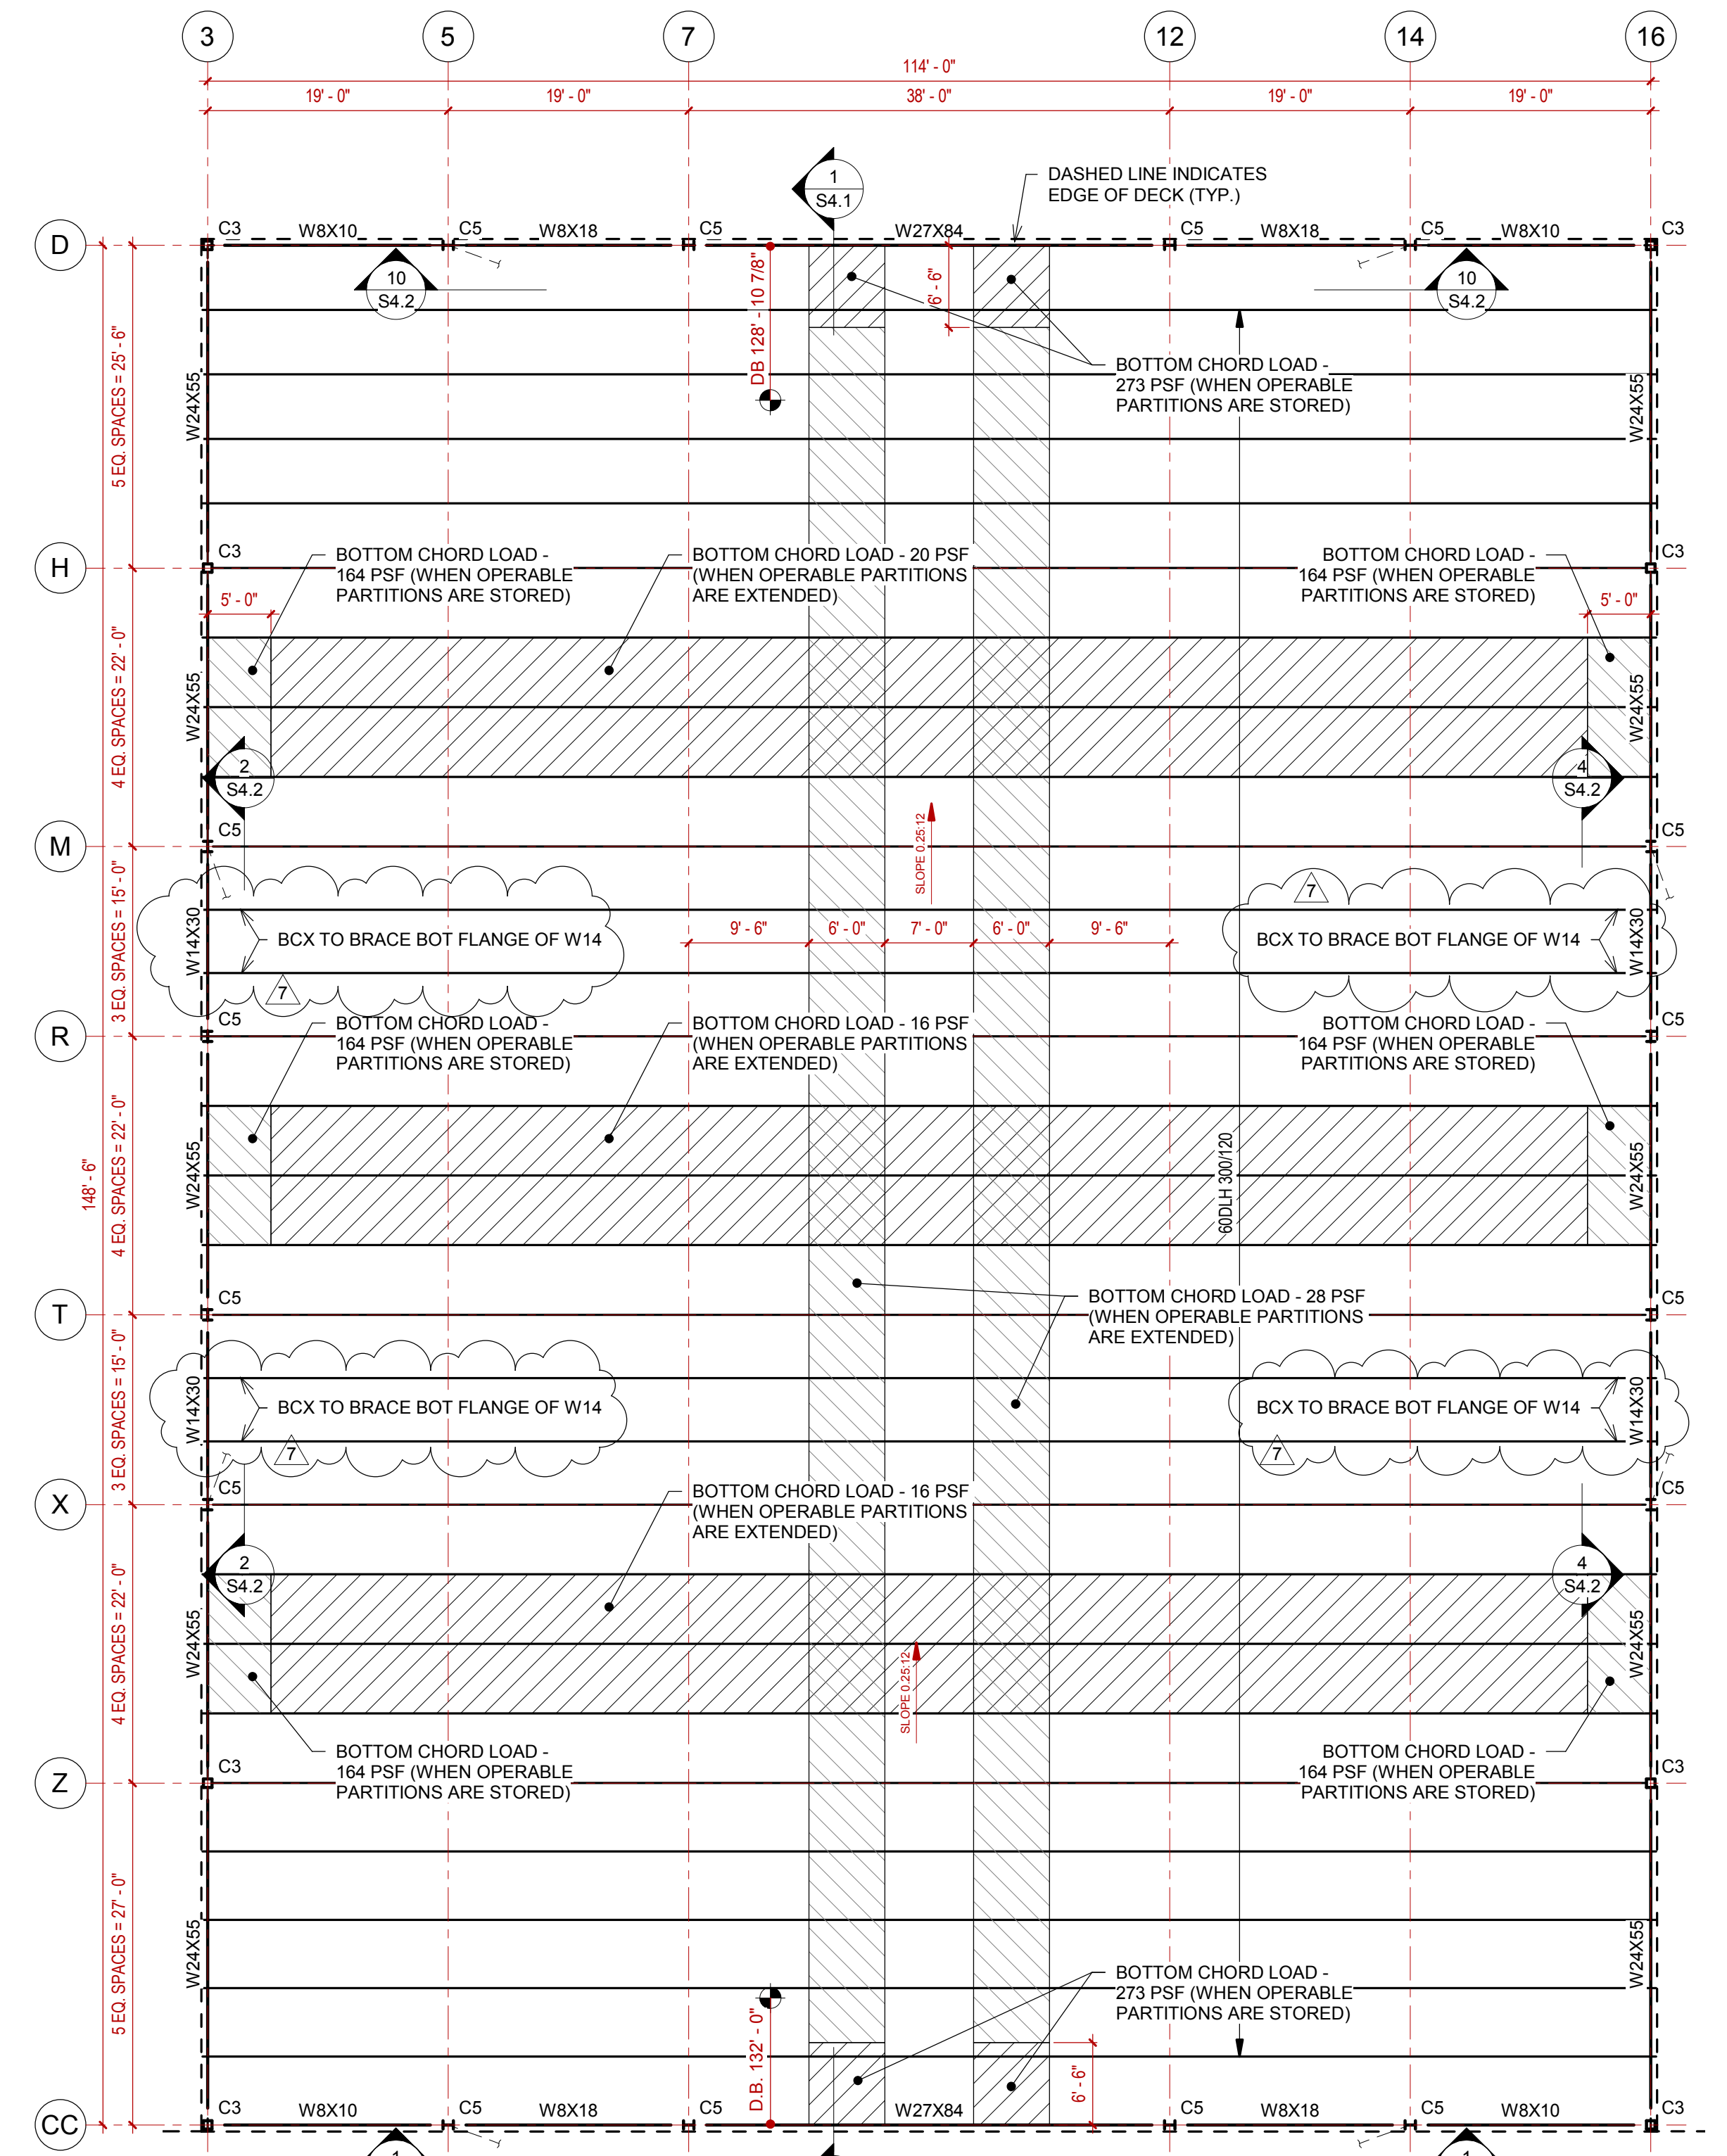 3 5 7 12 14 16
114' - 0"
19' - 0" 19' - 0" 38' - 0" 19' - 0" 19' - 0"
1
S4.1
DASHED LINE INDICATES
EDGE OF DECK (TYP.)
D
C3 W8X10 C5 W8X18 C5 W27X84 C5 W8X18 C5 W8X10 C3
10
S4.2
10
S4.2
DB 128' - 10 7/8"
6' - 6"
5 EQ. SPACES = 25' - 6"
W24X55
W24X55
BOTTOM CHORD LOAD -
273 PSF (WHEN OPERABLE
PARTITIONS ARE STORED)
H
C3
C3
BOTTOM CHORD LOAD -
164 PSF (WHEN OPERABLE
PARTITIONS ARE STORED)
BOTTOM CHORD LOAD - 20 PSF
(WHEN OPERABLE PARTITIONS
ARE EXTENDED)
BOTTOM CHORD LOAD -
164 PSF (WHEN OPERABLE
PARTITIONS ARE STORED)
5' - 0"
5' - 0"
4 EQ. SPACES = 22' - 0"
W24X55
W24X55
2
S4.2
4
S4.2
SLOPE 0.25:12
M
C5
C5
7
3 EQ. SPACES = 15' - 0"
W14X30
BCX TO BRACE BOT FLANGE OF W14
9' - 6" 6' - 0" 7' - 0" 6' - 0" 9' - 6"
BCX TO BRACE BOT FLANGE OF W14
W14X30
7
R
C5
C5
BOTTOM CHORD LOAD -
164 PSF (WHEN OPERABLE
PARTITIONS ARE STORED)
BOTTOM CHORD LOAD - 16 PSF
(WHEN OPERABLE PARTITIONS
ARE EXTENDED)
BOTTOM CHORD LOAD -
164 PSF (WHEN OPERABLE
PARTITIONS ARE STORED)
148' - 6"
4 EQ. SPACES = 22' - 0"
W24X55
60DLH 300/120
W24X55
T
C5
C5
BOTTOM CHORD LOAD - 28 PSF
(WHEN OPERABLE PARTITIONS
ARE EXTENDED)
3 EQ. SPACES = 15' - 0"
W14X30
BCX TO BRACE BOT FLANGE OF W14
BCX TO BRACE BOT FLANGE OF W14
W14X30
7
7
X
C5
C5
BOTTOM CHORD LOAD - 16 PSF
(WHEN OPERABLE PARTITIONS
ARE EXTENDED)
2
S4.2
4
S4.2
4 EQ. SPACES = 22' - 0"
W24X55
SLOPE 0.25:12
W24X55
BOTTOM CHORD LOAD -
164 PSF (WHEN OPERABLE
PARTITIONS ARE STORED)
BOTTOM CHORD LOAD -
164 PSF (WHEN OPERABLE
PARTITIONS ARE STORED)
Z
C3
C3
5 EQ. SPACES = 27' - 0"
W24X55
W24X55
BOTTOM CHORD LOAD -
273 PSF (WHEN OPERABLE
PARTITIONS ARE STORED)
D.B. 132' - 0"
6' - 6"
CC
C3 W8X10 C5 W8X18 C5 W27X84 C5 W8X18 C5 W8X10 C3
1
1